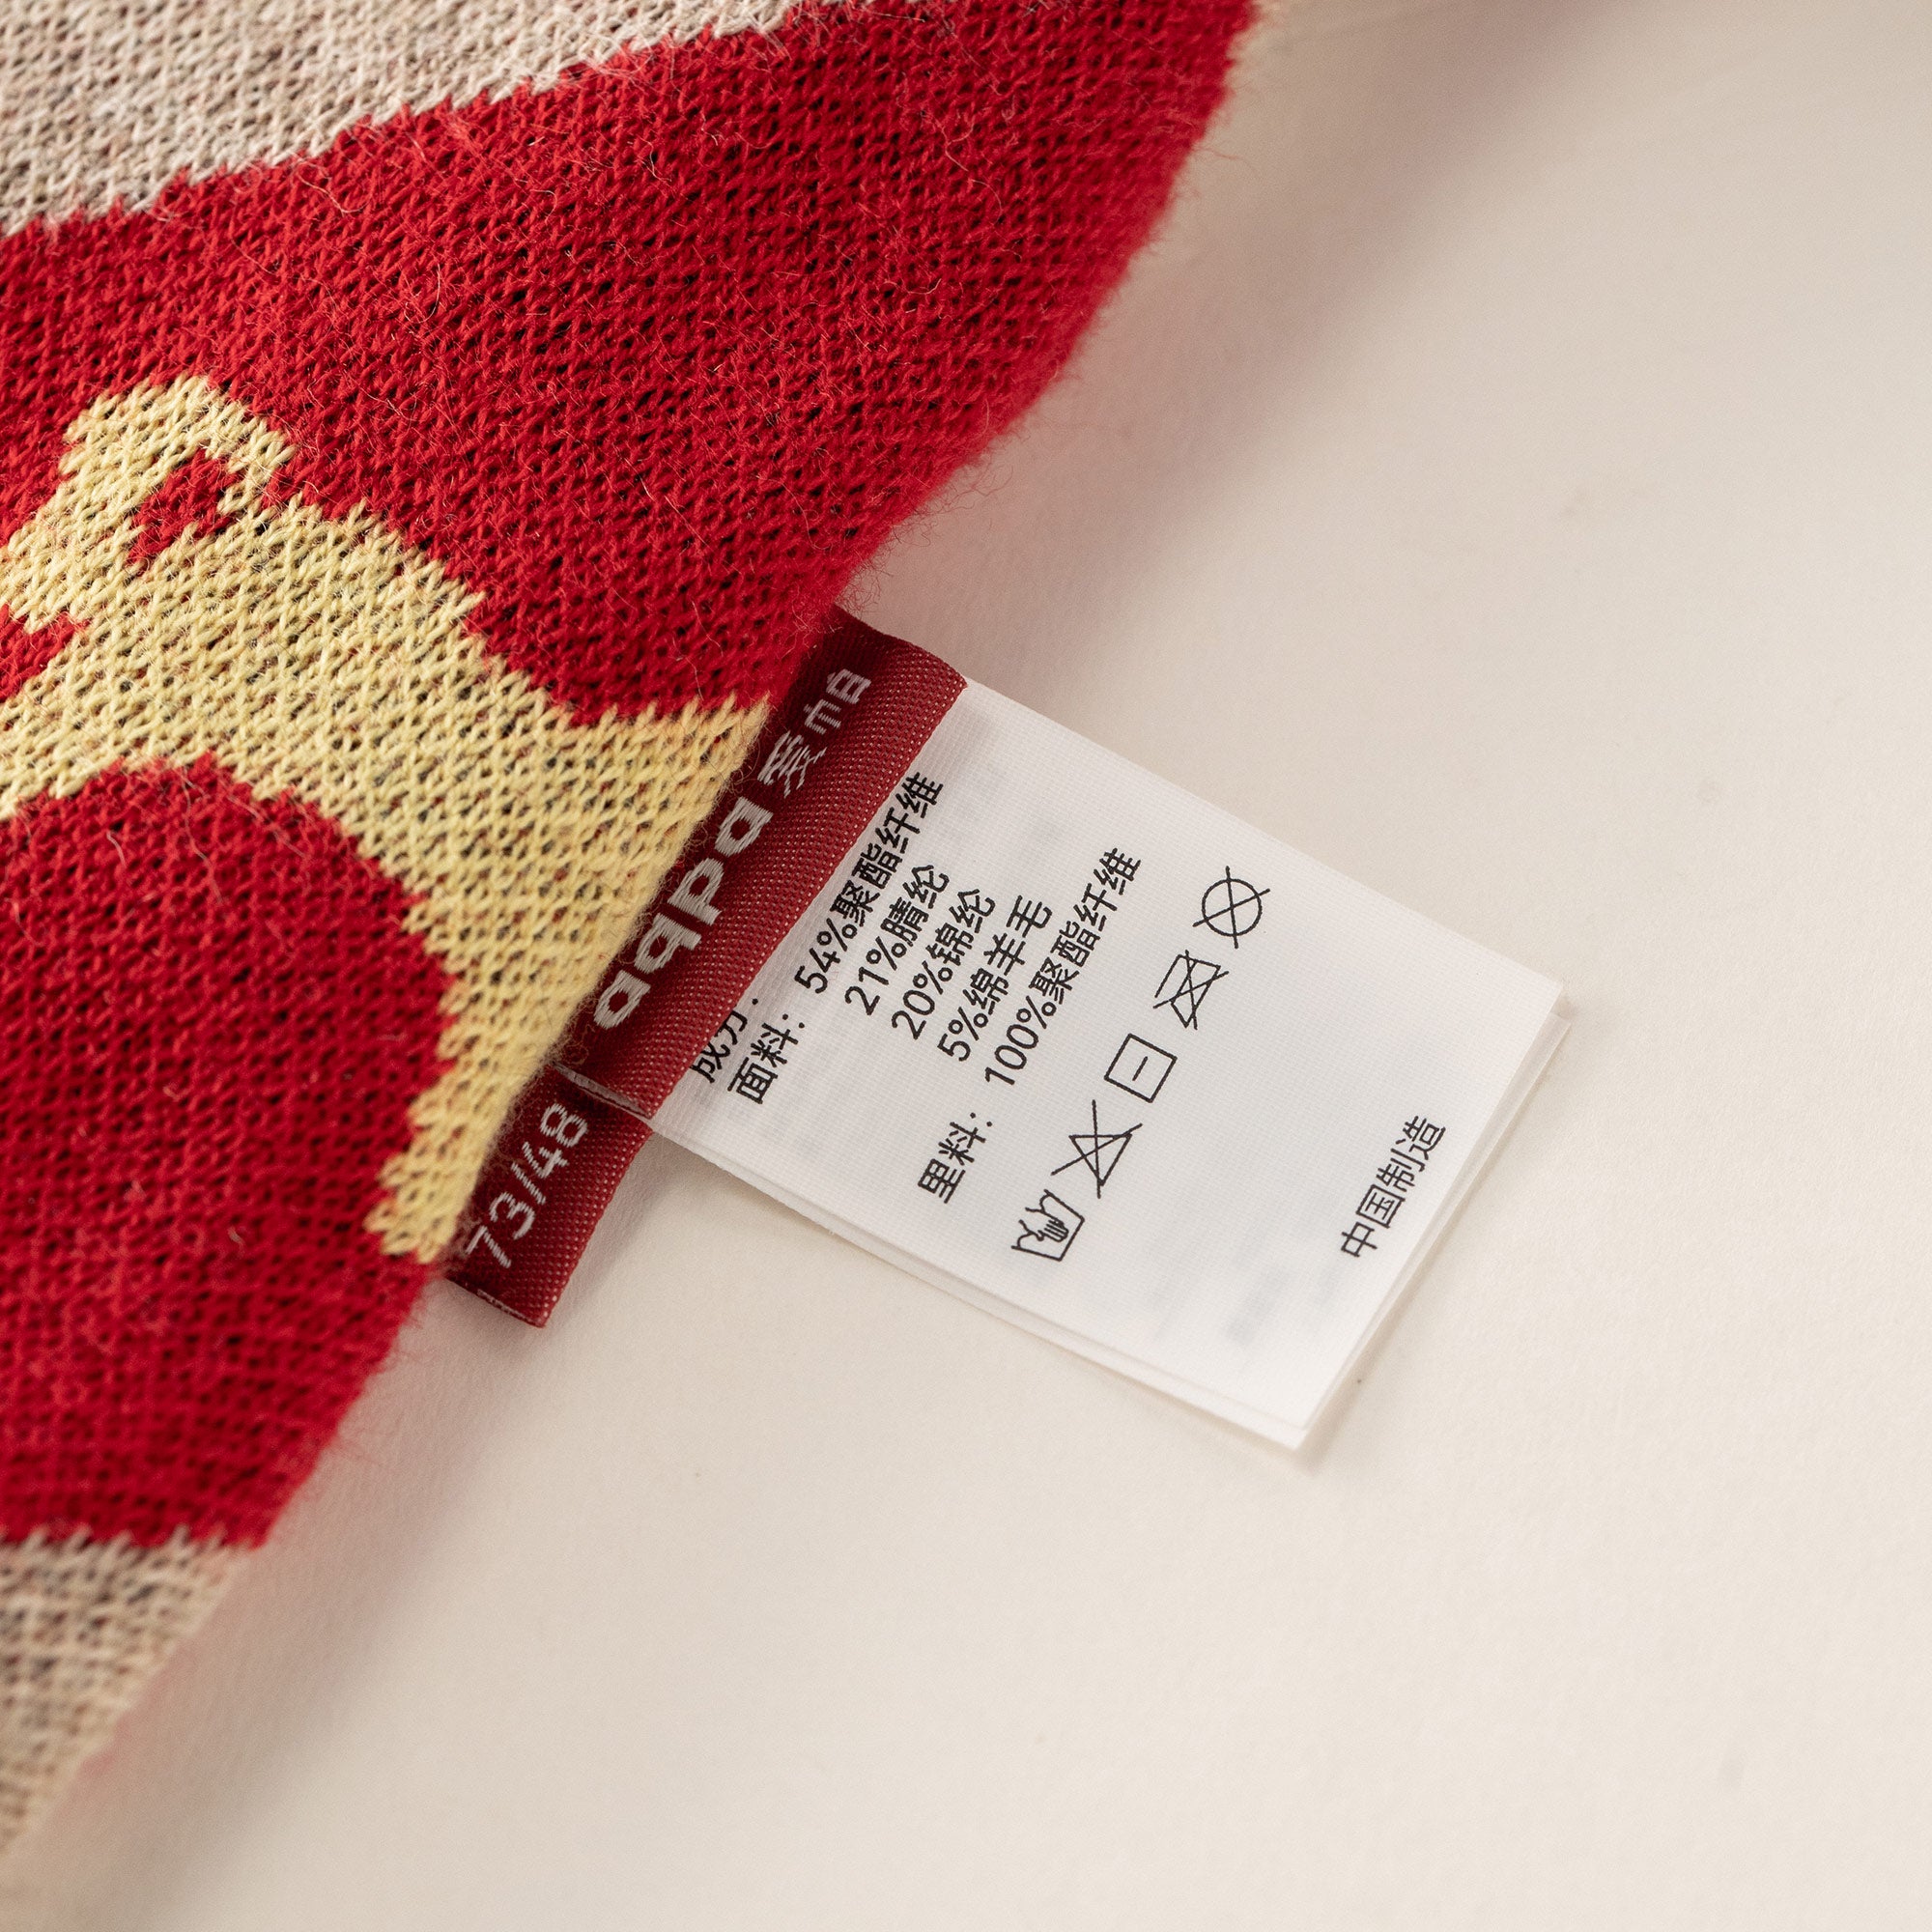 aqpa 爱帕
73/48
成分:
面料: 54%聚酯纤维
21%腈纶
20%锦纶
5%绵羊毛
里料: 100%聚酯纤维
中国制造